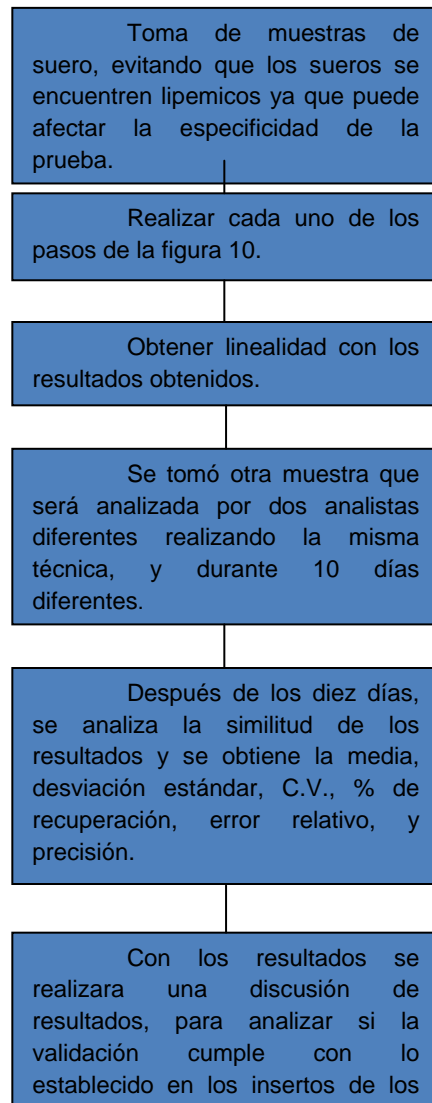 Toma de muestras de
suero, evitando que los sueros se
encuentren lipemicos ya que puede
afectar la especificidad de la
prueba.
Realizar cada uno de los
pasos de la figura 10.
Obtener linealidad con los
resultados obtenidos.
Se tomó otra muestra que
será analizada por dos analistas
diferentes realizando la misma
técnica, y durante 10 días
diferentes.
Después de los diez días,
se analiza la similitud de los
resultados y se obtiene la media,
desviación estándar, C.V., % de
recuperación, error relativo, y
precisión.
Con los resultados se
realizara una discusión de
resultados, para analizar si la
validación cumple con lo
establecido en los insertos de los